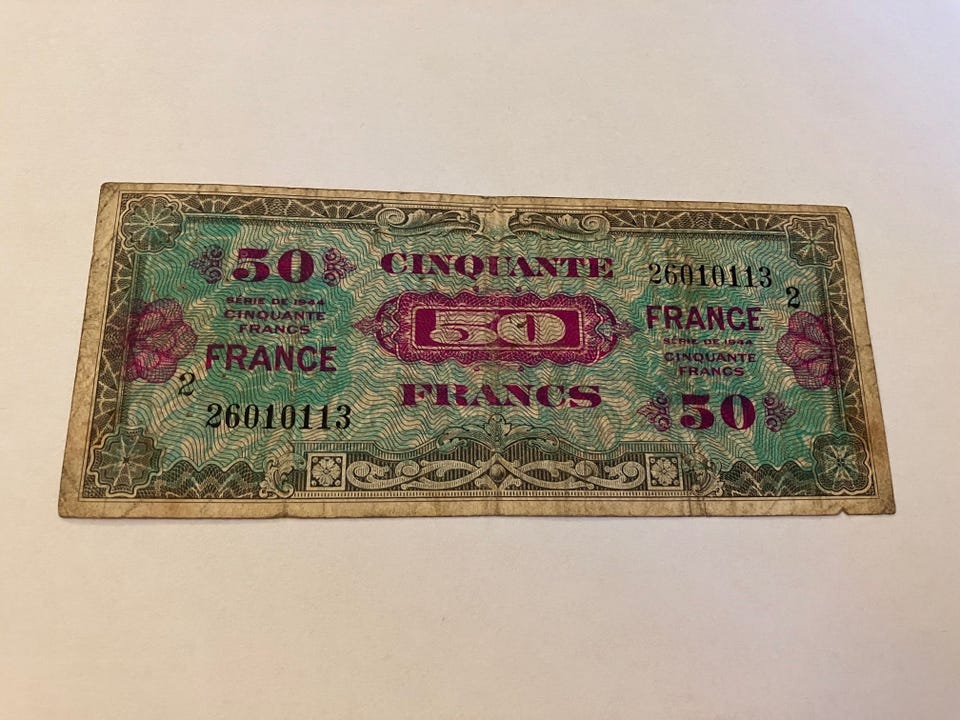 50
SÉRIE DE 1944
CINQUANTE
FRANCS
FRANCE
2
26010113
CINQUANTE
50
FRANCS
26010113
2
FRANCE
SÉRIE DE 1944
CINQUANTE
FRANCS
50